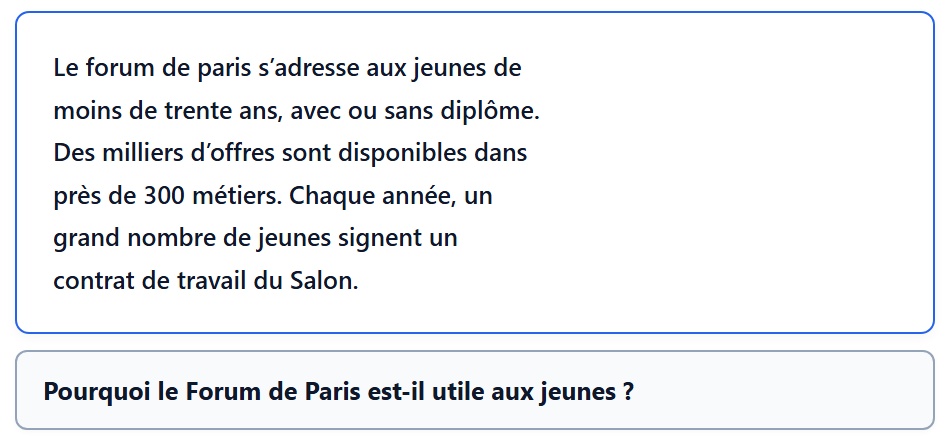 Le forum de paris s’adresse aux jeunes de
moins de trente ans, avec ou sans diplôme.
Des milliers d’offres sont disponibles dans
près de 300 métiers. Chaque année, un
grand nombre de jeunes signent un
contrat de travail du Salon.
Pourquoi le Forum de Paris est-il utile aux jeunes ?